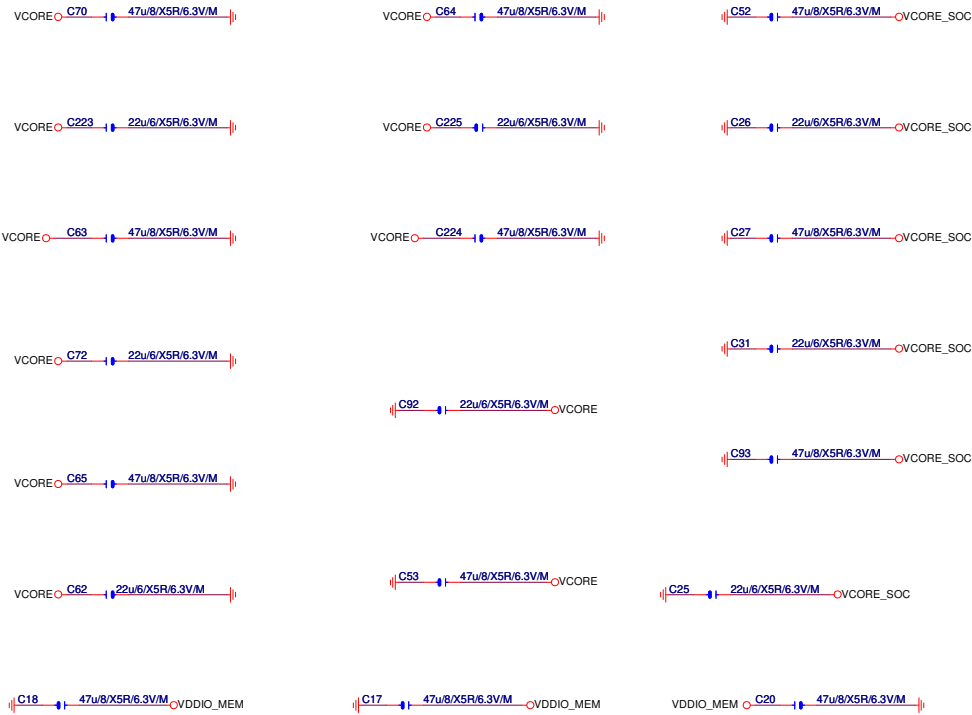 VCORE C70 47u/8/X5R/6.3V/M
VCORE C64 47u/8/X5R/6.3V/M
C52 47u/8/X5R/6.3V/M VCORE_SOC
VCORE C223 22u/6/X5R/6.3V/M
VCORE C225 22u/6/X5R/6.3V/M
C26 22u/6/X5R/6.3V/M VCORE_SOC
VCORE C63 47u/8/X5R/6.3V/M
VCORE C224 47u/8/X5R/6.3V/M
C27 47u/8/X5R/6.3V/M VCORE_SOC
VCORE C72 22u/6/X5R/6.3V/M
C31 22u/6/X5R/6.3V/M VCORE_SOC
C92 22u/6/X5R/6.3V/M VCORE
C93 47u/8/X5R/6.3V/M VCORE_SOC
VCORE C65 47u/8/X5R/6.3V/M
VCORE C62 22u/6/X5R/6.3V/M
C53 47u/8/X5R/6.3V/M VCORE
C25 22u/6/X5R/6.3V/M VCORE_SOC
C18 47u/8/X5R/6.3V/M VDDIO_MEM
C17 47u/8/X5R/6.3V/M VDDIO_MEM
VDDIO_MEM C20 47u/8/X5R/6.3V/M